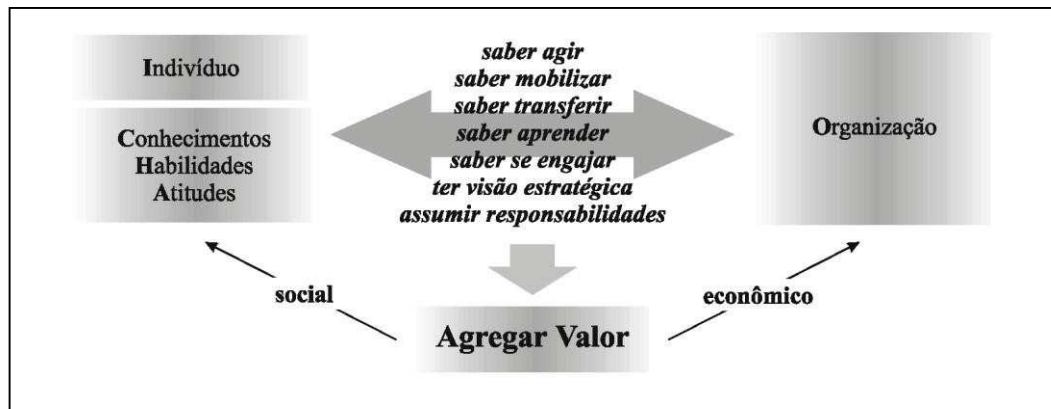 Indivíduo
Conhecimentos
Habilidades
Atitudes
saber agir
saber mobilizar
saber transferir
saber aprender
saber se engajar
ter visão estratégica
assumir responsabilidades
Organização
social
econômico
Agregar Valor